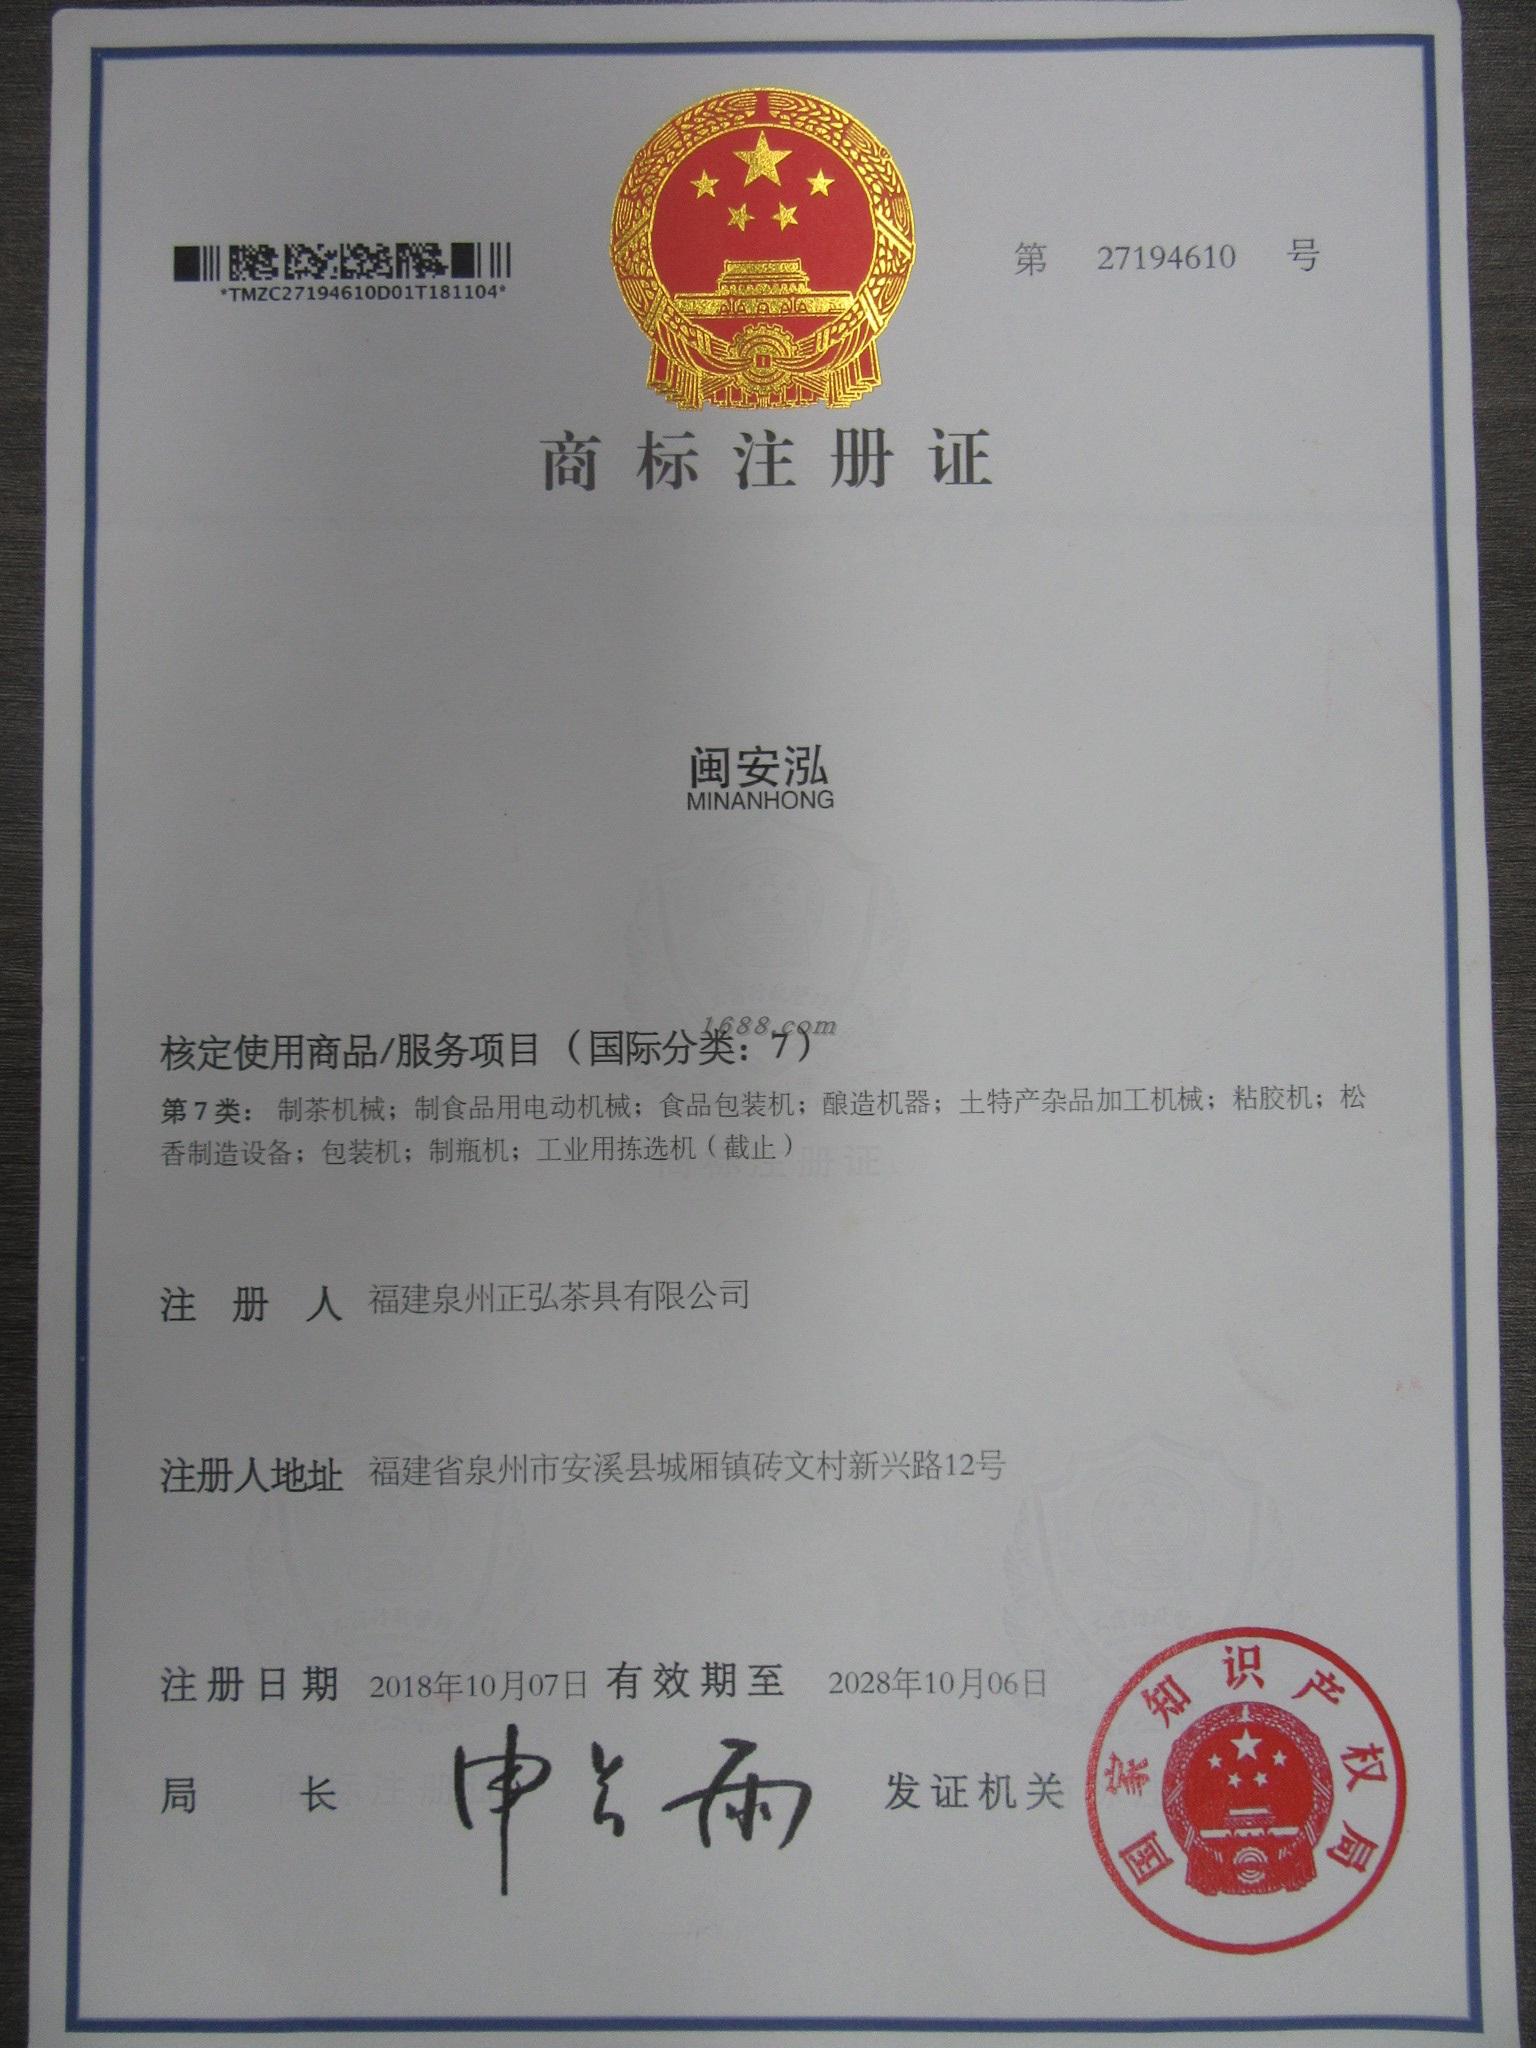 *TMZC27194610D01T181104*
第 27194610 号
商标注册证
闽安泓
MINANHONG
1688.com
核定使用商品/服务项目（国际分类：7）
第7类：制茶机械；制食品用电动机械；食品包装机；酿造机器；土特产杂品加工机械；粘胶机；松
香制造设备；包装机；制瓶机；工业用拣选机（截止）
注册人 福建泉州正弘茶具有限公司
注册人地址 福建省泉州市安溪县城厢镇砖文村新兴路12号
注册日期 2018年10月07日 有效期至 2028年10月06日
局长 申长雨 发证机关
国家知识产权局